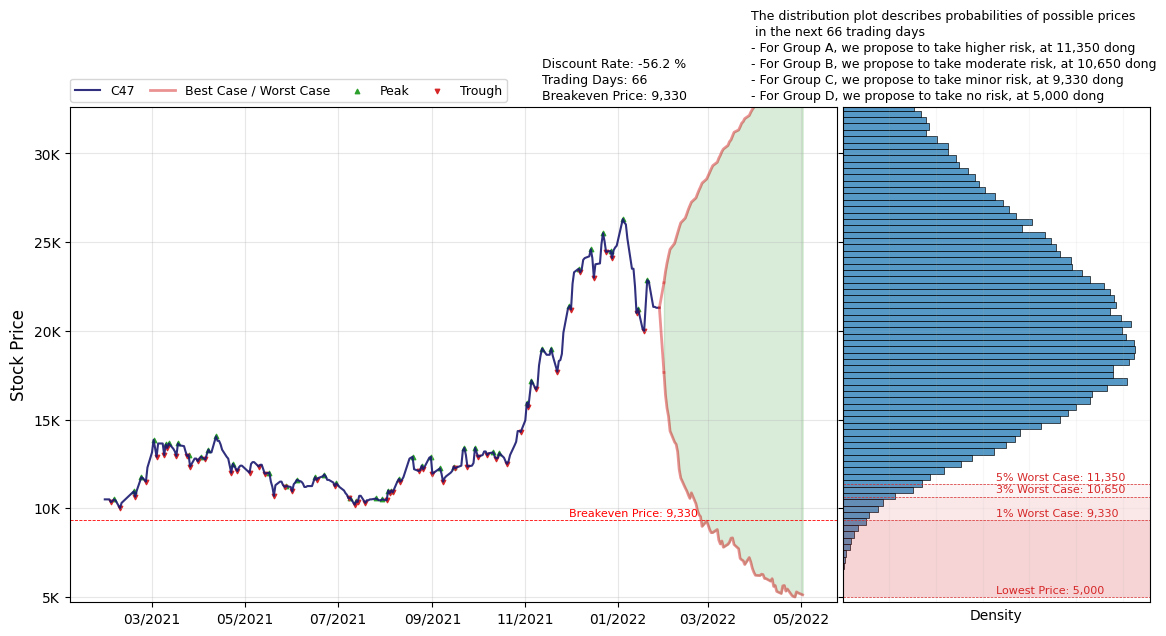 The distribution plot describes probabilities of possible prices
in the next 66 trading days
- For Group A, we propose to take higher risk, at 11,350 dong
- For Group B, we propose to take moderate risk, at 10,650 dong
- For Group C, we propose to take minor risk, at 9,330 dong
- For Group D, we propose to take no risk, at 5,000 dong
Discount Rate: -56.2 %
Trading Days: 66
Breakeven Price: 9,330
C47
Best Case / Worst Case
Peak
Trough
Stock Price
30K
25K
20K
15K
10K
5K
Breakeven Price: 9,330
03/2021
05/2021
07/2021
09/2021
11/2021
01/2022
03/2022
05/2022
5% Worst Case: 11,350
3% Worst Case: 10,650
1% Worst Case: 9,330
Lowest Price: 5,000
Density